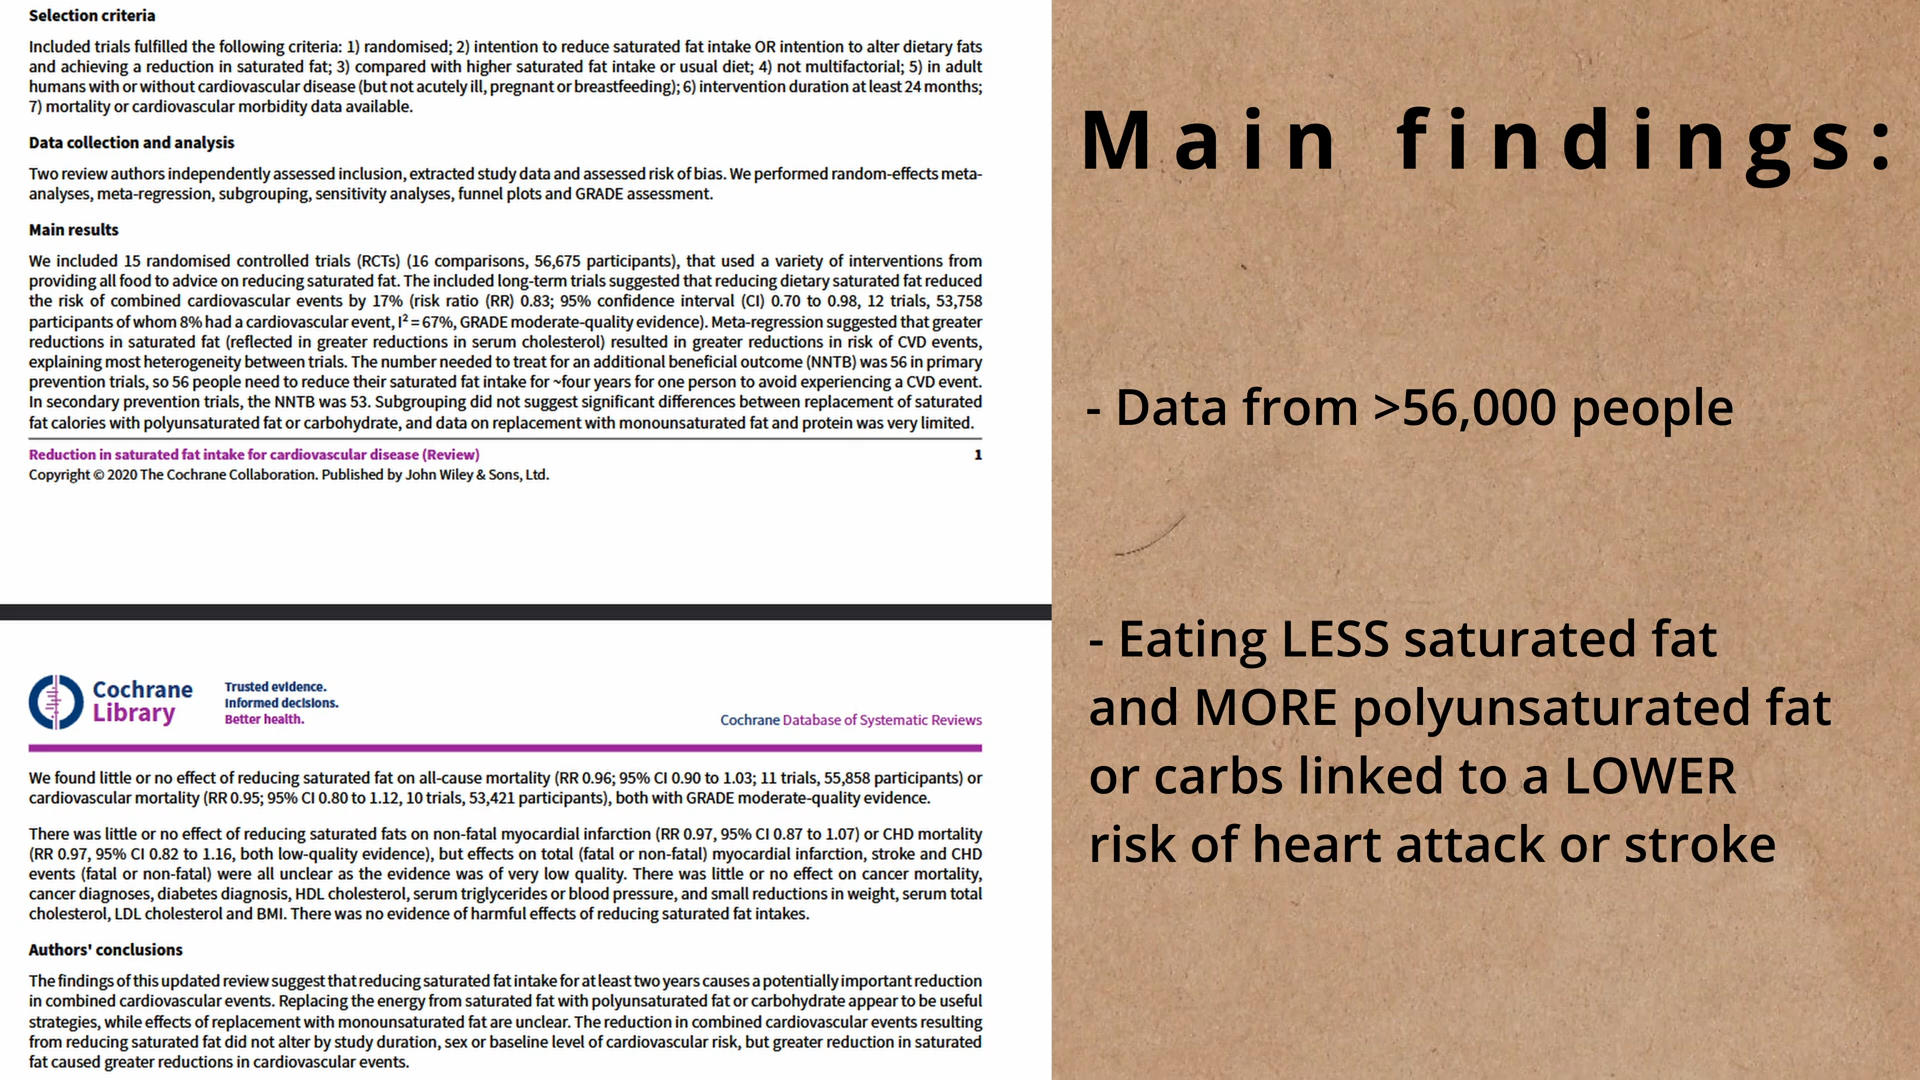 Selection criteria
Included trials fulfilled the following criteria: 1) randomised; 2) intention to reduce saturated fat intake OR intention to alter dietary fats
and achieving a reduction in saturated fat; 3) compared with higher saturated fat intake or usual diet; 4) not multifactorial; 5) in adult
humans with or without cardiovascular disease (but not acutely ill, pregnant or breastfeeding); 6) intervention duration at least 24 months;
7) mortality or cardiovascular morbidity data available.
Data collection and analysis
Two review authors independently assessed inclusion, extracted study data and assessed risk of bias. We performed random-effects meta-
analyses, meta-regression, subgrouping, sensitivity analyses, funnel plots and GRADE assessment.
Main results
We included 15 randomised controlled trials (RCTs) (16 comparisons, 56,675 participants), that used a variety of interventions from
providing all food to advice on reducing saturated fat. The included long-term trials suggested that reducing dietary saturated fat reduced
the risk of combined cardiovascular events by 17% (risk ratio (RR) 0.83; 95% confidence interval (CI) 0.70 to 0.98, 12 trials, 53,758
participants of whom 8% had a cardiovascular event, I² = 67%, GRADE moderate-quality evidence). Meta-regression suggested that greater
reductions in saturated fat (reflected in greater reductions in serum cholesterol) resulted in greater reductions in risk of CVD events,
explaining most heterogeneity between trials. The number needed to treat for an additional beneficial outcome (NNTB) was 56 in primary
prevention trials, so 56 people need to reduce their saturated fat intake for ~four years for one person to avoid experiencing a CVD event.
In secondary prevention trials, the NNTB was 53. Subgrouping did not suggest significant differences between replacement of saturated
fat calories with polyunsaturated fat or carbohydrate, and data on replacement with monounsaturated fat and protein was very limited.
Reduction in saturated fat intake for cardiovascular disease (Review) 1
Copyright © 2020 The Cochrane Collaboration. Published by John Wiley & Sons, Ltd.
Cochrane
Library
Trusted evidence.
Informed decisions.
Better health.
Cochrane Database of Systematic Reviews
We found little or no effect of reducing saturated fat on all-cause mortality (RR 0.96; 95% CI 0.90 to 1.03; 11 trials, 55,858 participants) or
cardiovascular mortality (RR 0.95; 95% CI 0.80 to 1.12, 10 trials, 53,421 participants), both with GRADE moderate-quality evidence.
There was little or no effect of reducing saturated fats on non-fatal myocardial infarction (RR 0.97, 95% CI 0.87 to 1.07) or CHD mortality
(RR 0.97, 95% CI 0.82 to 1.16, both low-quality evidence), but effects on total (fatal or non-fatal) myocardial infarction, stroke and CHD
events (fatal or non-fatal) were all unclear as the evidence was of very low quality. There was little or no effect on cancer mortality,
cancer diagnoses, diabetes diagnosis, HDL cholesterol, serum triglycerides or blood pressure, and small reductions in weight, serum total
cholesterol, LDL cholesterol and BMI. There was no evidence of harmful effects of reducing saturated fat intakes.
Authors' conclusions
The findings of this updated review suggest that reducing saturated fat intake for at least two years causes a potentially important reduction
in combined cardiovascular events. Replacing the energy from saturated fat with polyunsaturated fat or carbohydrate appear to be useful
strategies, while effects of replacement with monounsaturated fat are unclear. The reduction in combined cardiovascular events resulting
from reducing saturated fat did not alter by study duration, sex or baseline level of cardiovascular risk, but greater reduction in saturated
fat caused greater reductions in cardiovascular events.
Main findings:
- Data from >56,000 people
- Eating LESS saturated fat
and MORE polyunsaturated fat
or carbs linked to a LOWER
risk of heart attack or stroke